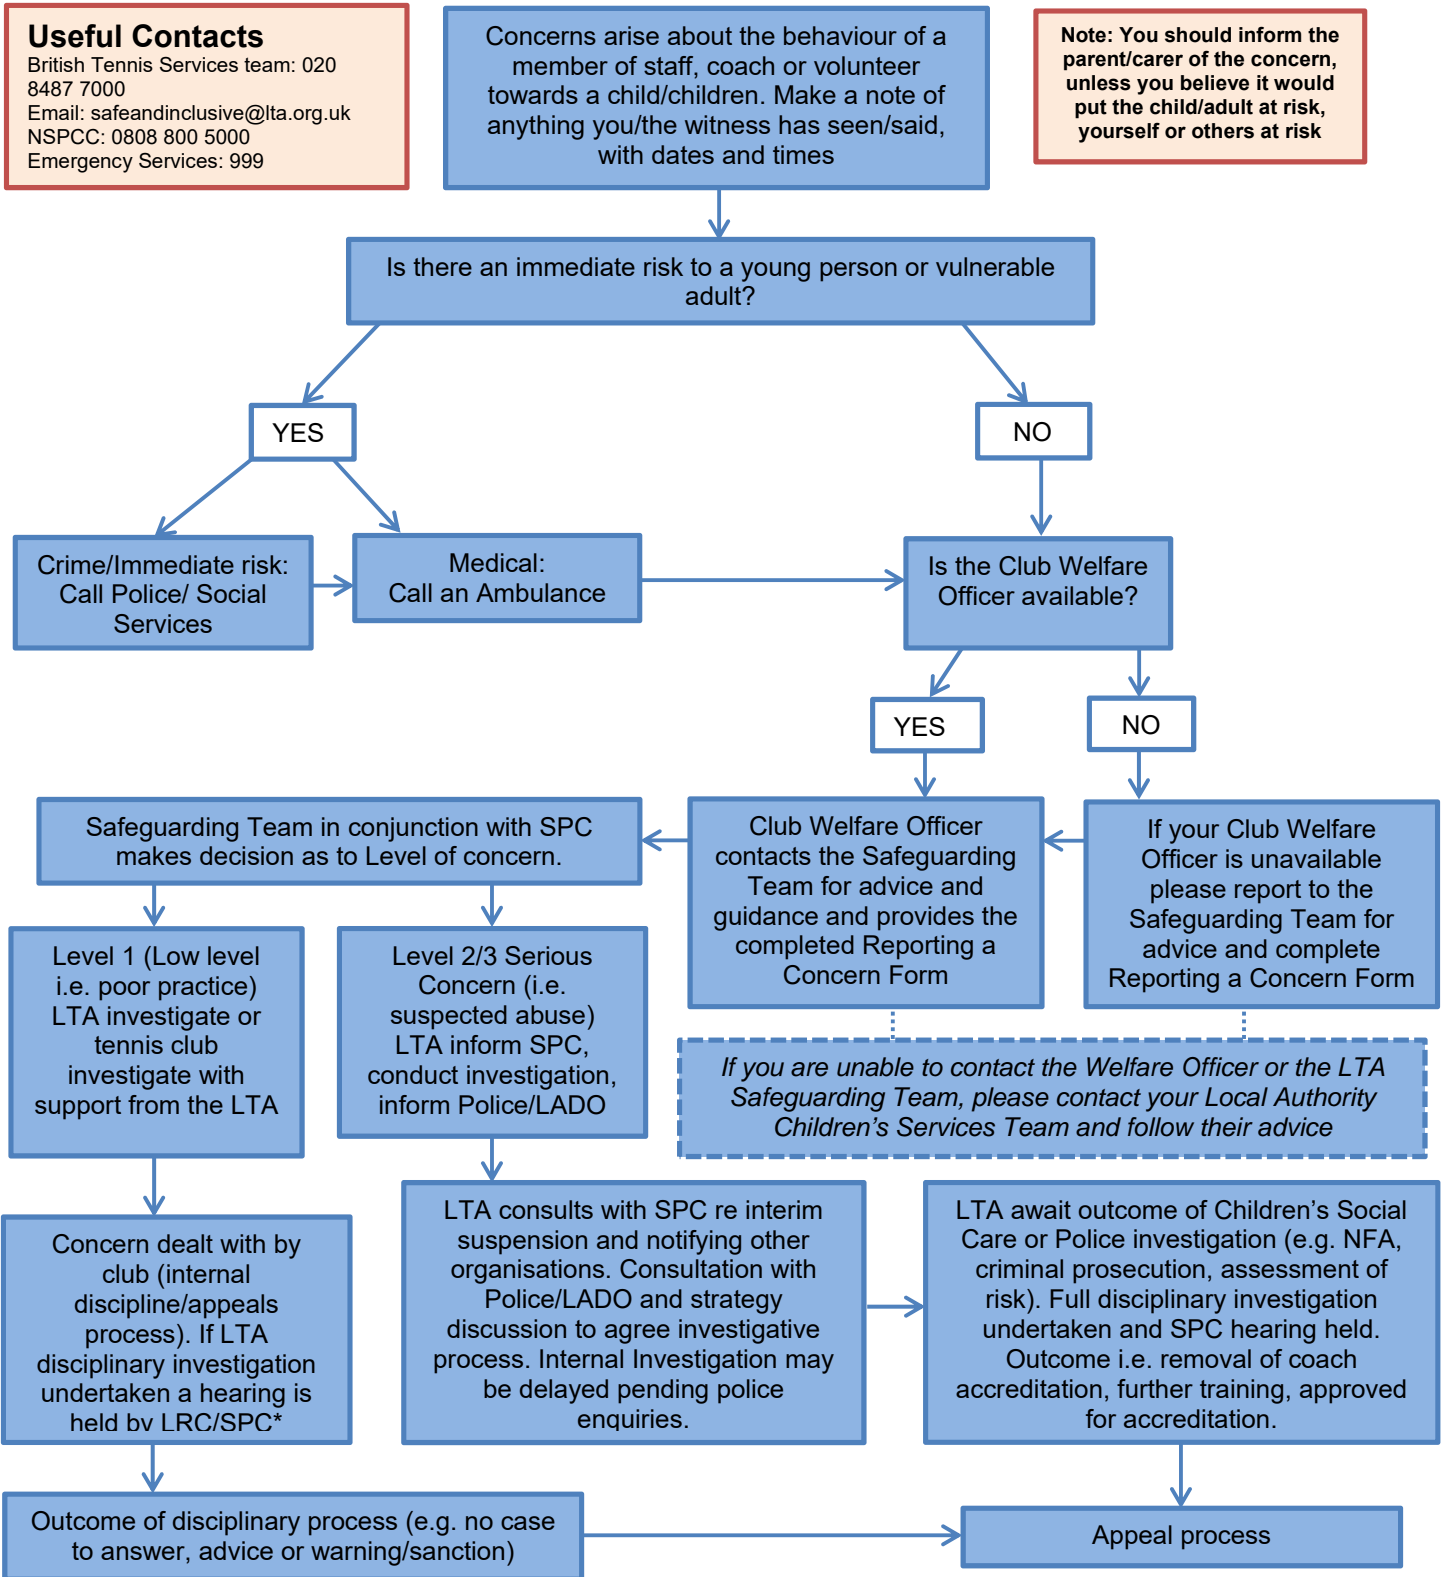 Useful Contacts
British Tennis Services team: 020
8487 7000
Email: safeandinclusive@lta.org.uk
NSPCC: 0808 800 5000
Emergency Services: 999
Concerns arise about the behaviour of a
member of staff, coach or volunteer
towards a child/children. Make a note of
anything you/the witness has seen/said,
with dates and times
Note: You should inform the
parent/carer of the concern,
unless you believe it would
put the child/adult at risk,
yourself or others at risk
Is there an immediate risk to a young person or vulnerable
adult?
YES
NO
Crime/Immediate risk:
Call Police/ Social
Services
Medical:
Call an Ambulance
Is the Club Welfare
Officer available?
YES
NO
Safeguarding Team in conjunction with SPC
makes decision as to Level of concern.
Club Welfare Officer
contacts the Safeguarding
Team for advice and
guidance and provides the
completed Reporting a
Concern Form
If your Club Welfare
Officer is unavailable
please report to the
Safeguarding Team for
advice and complete
Reporting a Concern Form
Level 1 (Low level
i.e. poor practice)
LTA investigate or
tennis club
investigate with
support from the LTA
Level 2/3 Serious
Concern (i.e.
suspected abuse)
LTA inform SPC,
conduct investigation,
inform Police/LADO
If you are unable to contact the Welfare Officer or the LTA
Safeguarding Team, please contact your Local Authority
Children's Services Team and follow their advice
Concern dealt with by
club (internal
discipline/appeals
process). If LTA
disciplinary investigation
undertaken a hearing is
held by LRC/SPC*
LTA consults with SPC re interim
suspension and notifying other
organisations. Consultation with
Police/LADO and strategy
discussion to agree investigative
process. Internal Investigation may
be delayed pending police
enquiries.
LTA await outcome of Children's Social
Care or Police investigation (e.g. NFA,
criminal prosecution, assessment of
risk). Full disciplinary investigation
undertaken and SPC hearing held.
Outcome i.e. removal of coach
accreditation, further training, approved
for accreditation.
Outcome of disciplinary process (e.g. no case
to answer, advice or warning/sanction)
Appeal process